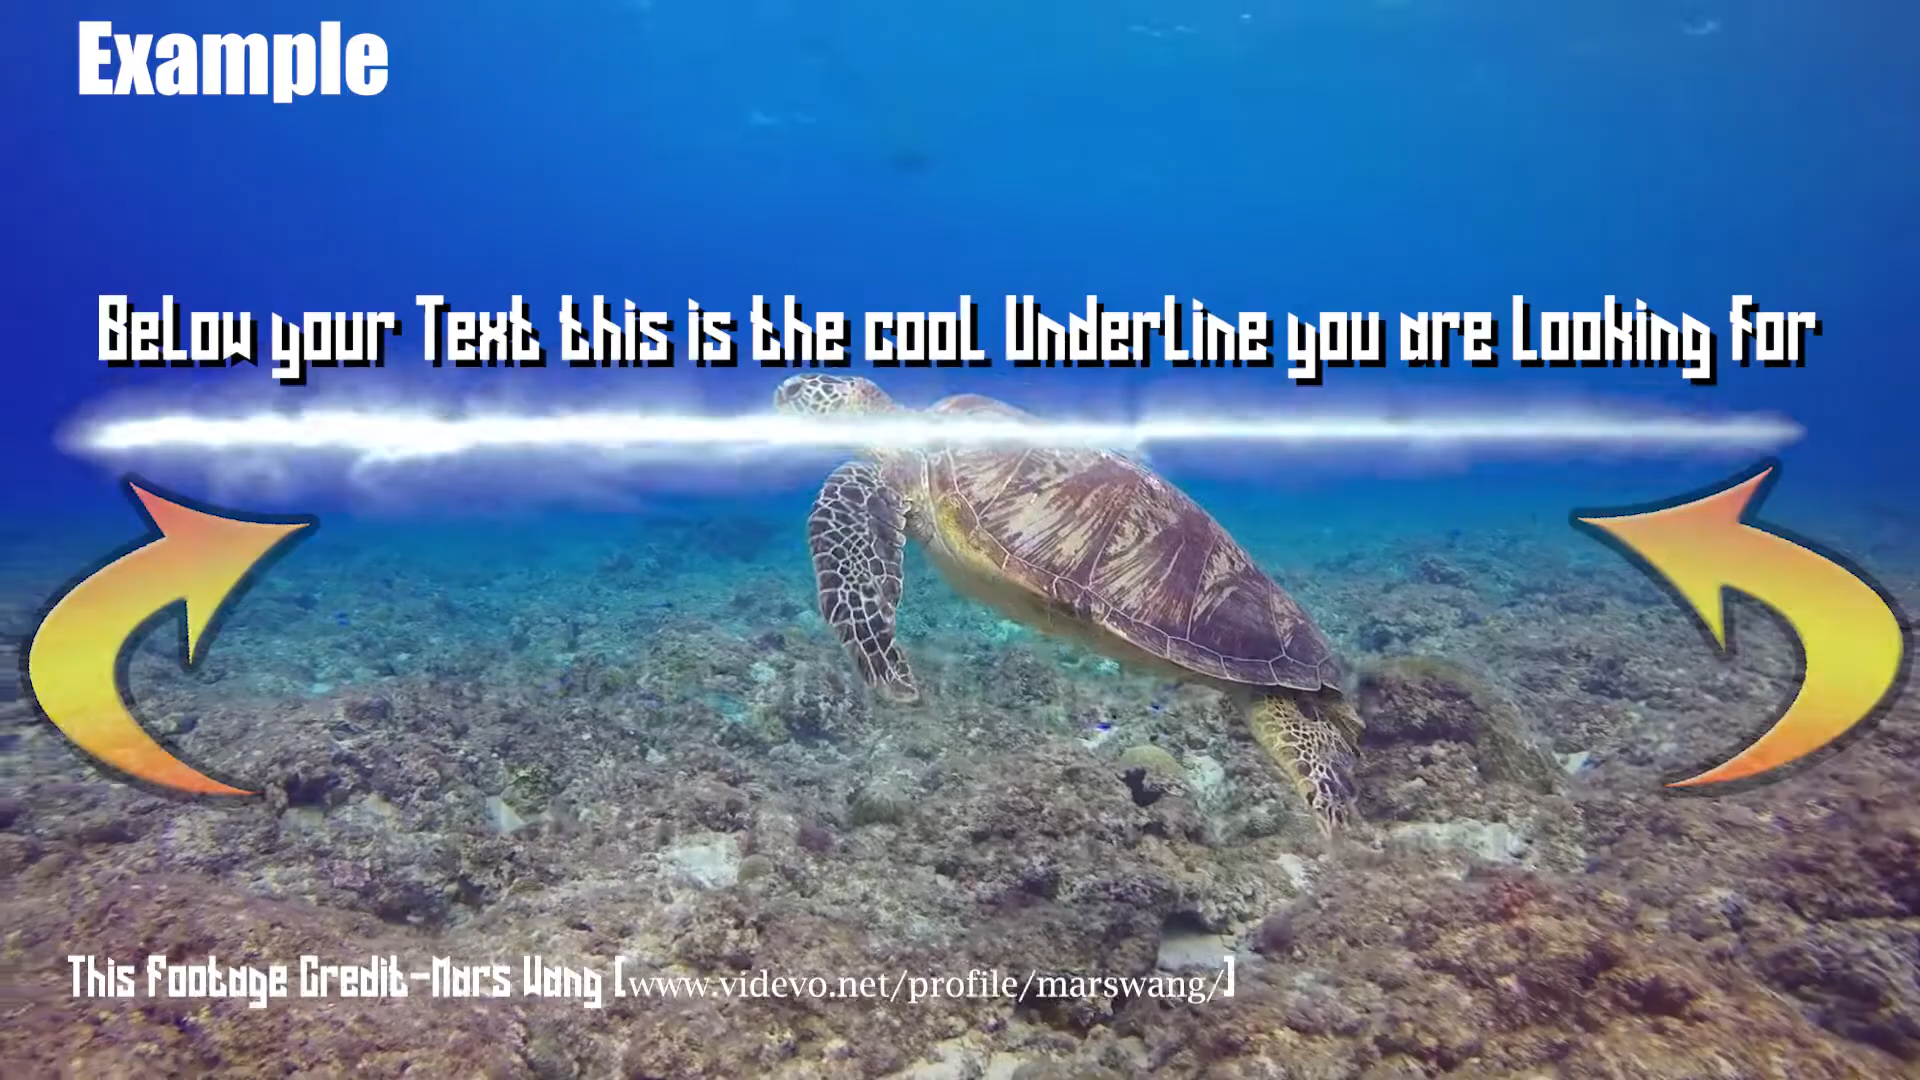 Example
Below your Text this is the cool Underline you are Looking for
This Footage Credit-Mars Wang [www.videvo.net/profile/marswang/]